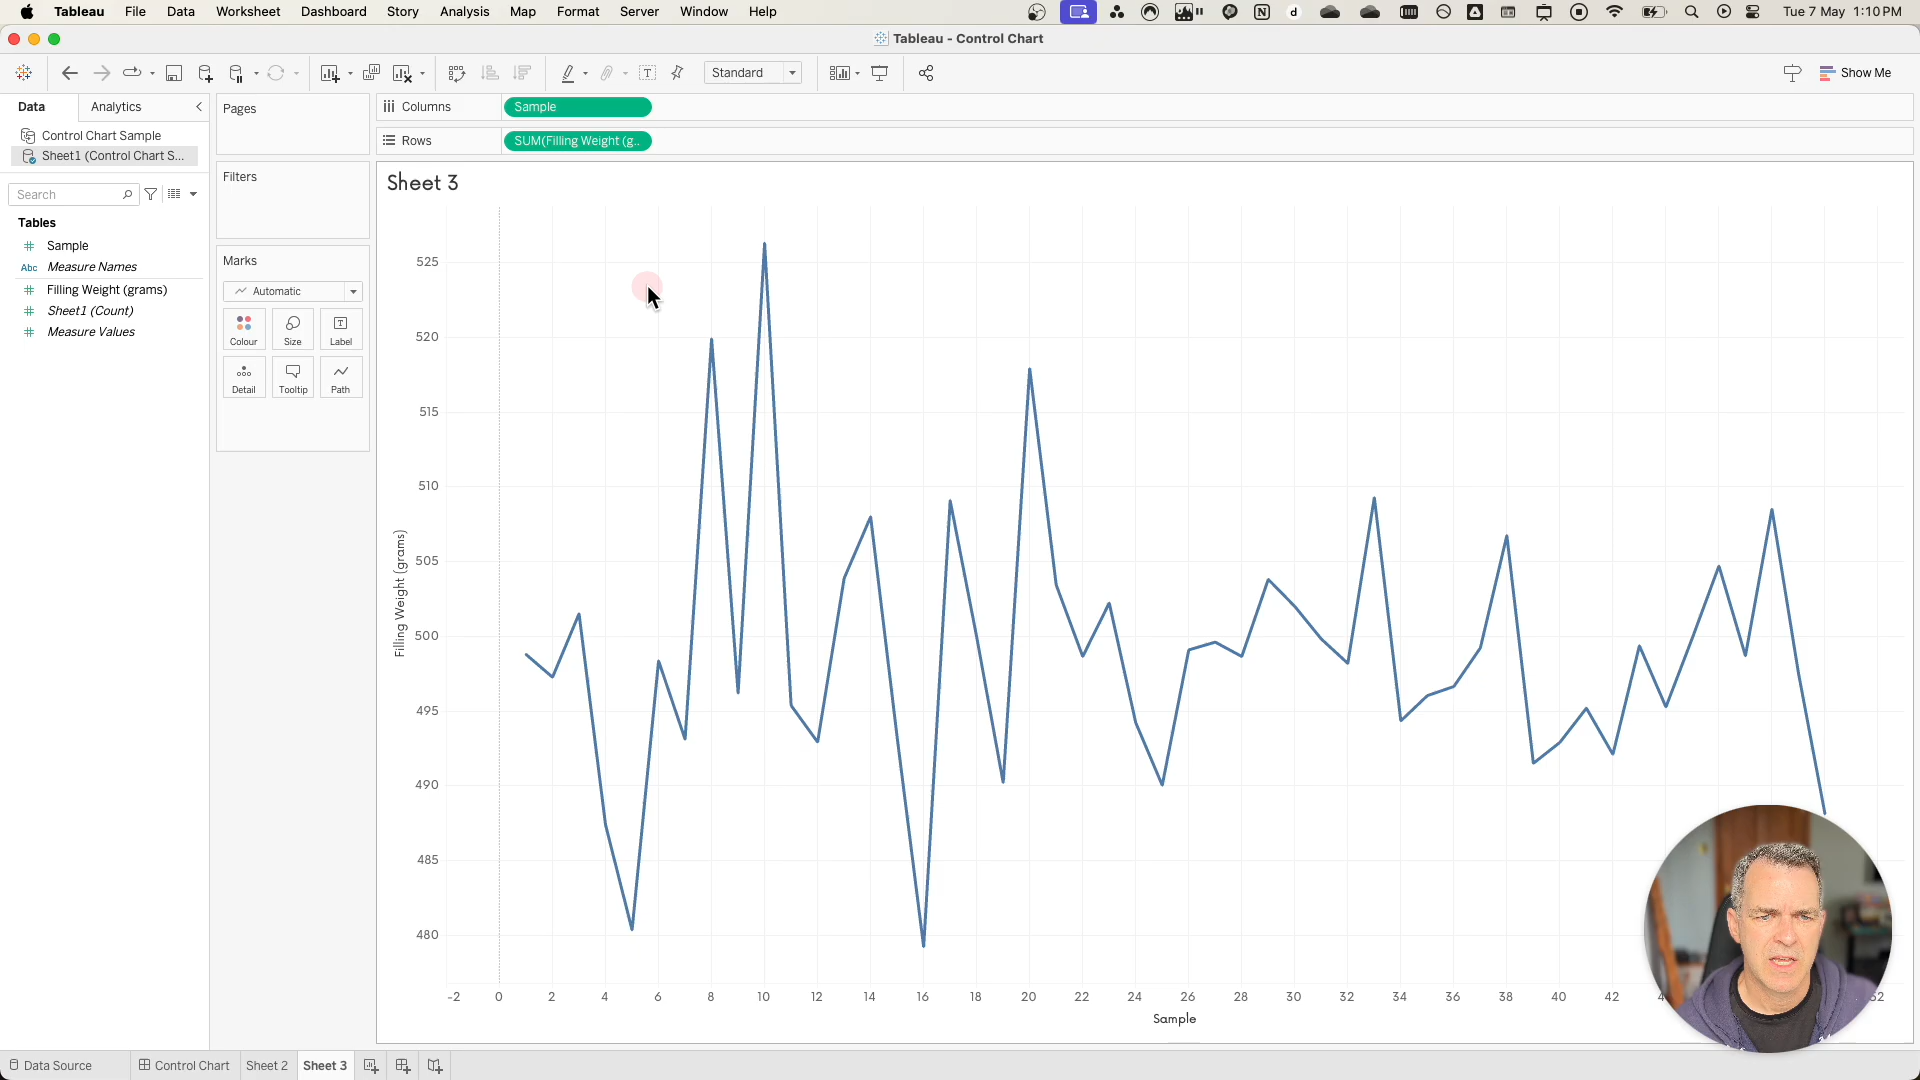 Tableau File Data Worksheet Dashboard Story Analysis Map Format Server Window Help
Tue 7 May 1:10 PM
Tableau - Control Chart
Standard
Show Me
Data Analytics
Control Chart Sample
Sheet1 (Control Chart S...
Search
Tables
Sample
Abc Measure Names
Filling Weight (grams)
Sheet1 (Count)
Measure Values
Pages
Filters
Marks
Automatic
Colour Size Label
Detail Tooltip Path
Columns Sample
Rows SUM(Filling Weight (g..
Sheet 3
525
520
515
510
505
500
495
490
485
480
Filling Weight (grams)
-2 0 2 4 6 8 10 12 14 16 18 20 22 24 26 28 30 32 34 36 38 40 42
Sample
Data Source Control Chart Sheet 2 Sheet 3